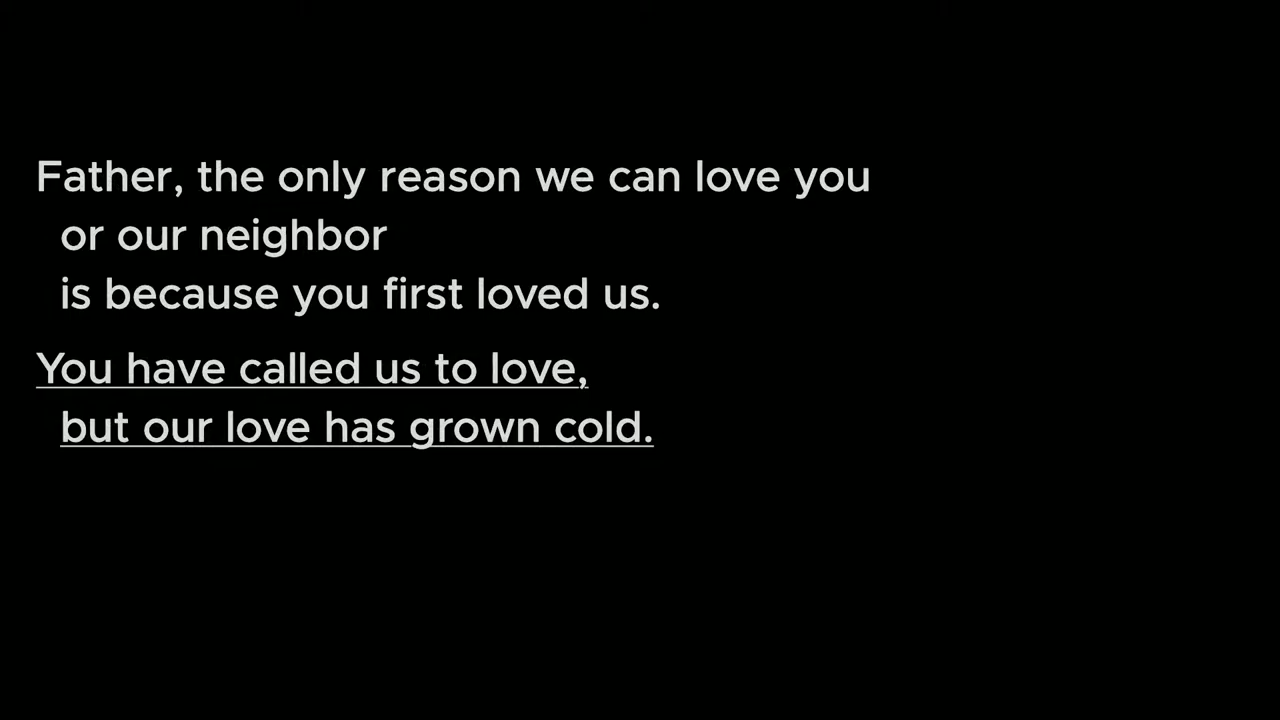 Father, the only reason we can love you
or our neighbor
is because you first loved us.
You have called us to love,
but our love has grown cold.